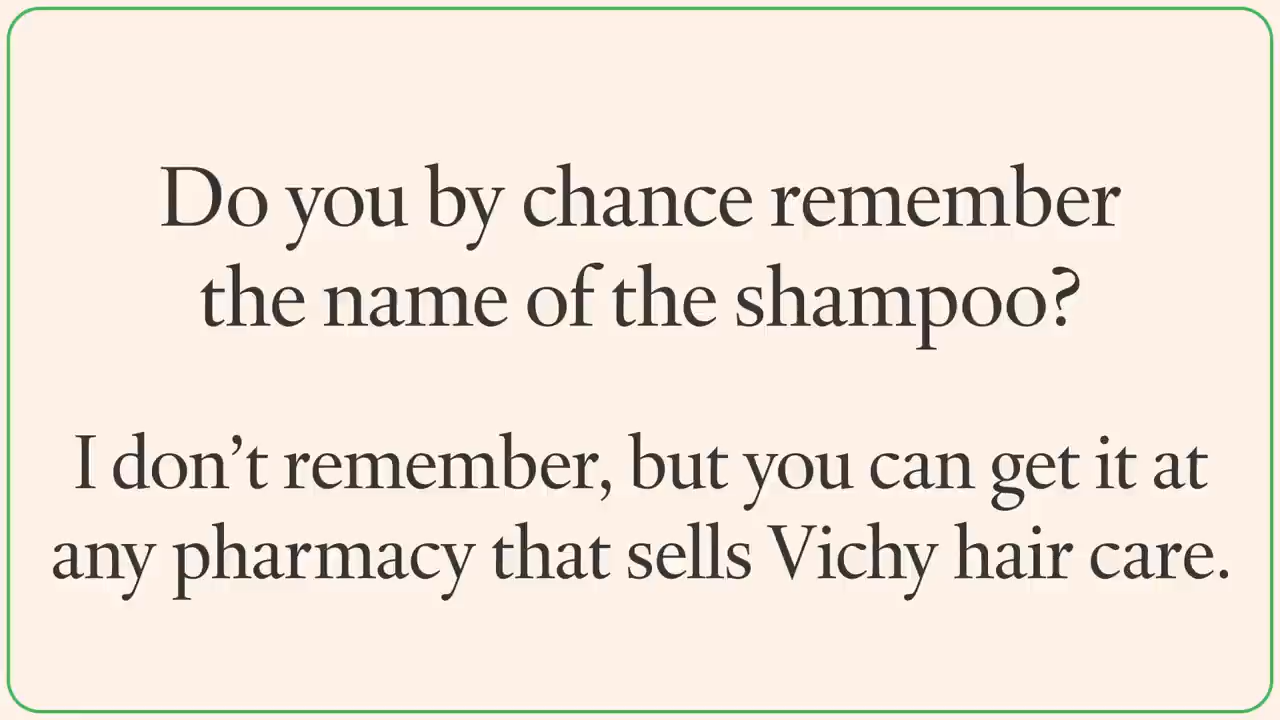 Do you by chance remember
the name of the shampoo?
I don’t remember, but you can get it at
any pharmacy that sells Vichy hair care.